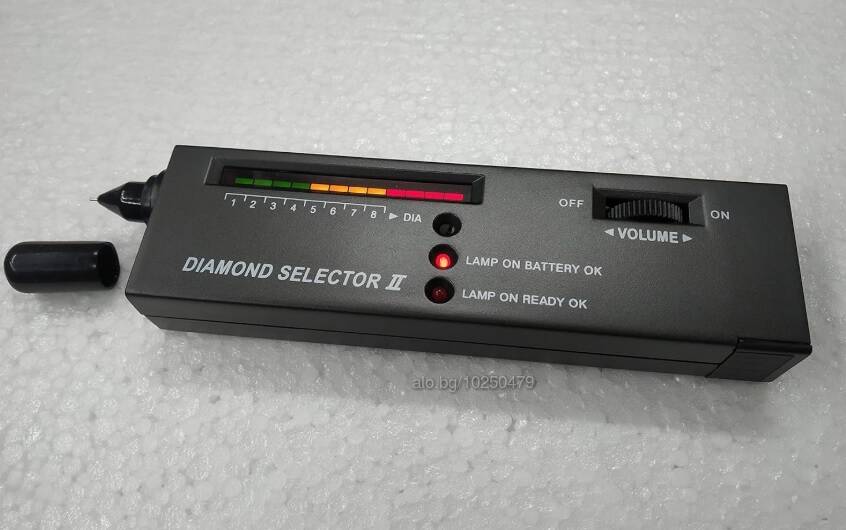 1 2 3 4 5 6 7 8 ► DIA
OFF
ON
◄ VOLUME ►
LAMP ON BATTERY OK
DIAMOND SELECTOR II
LAMP ON READY OK
alo.bg/10250479